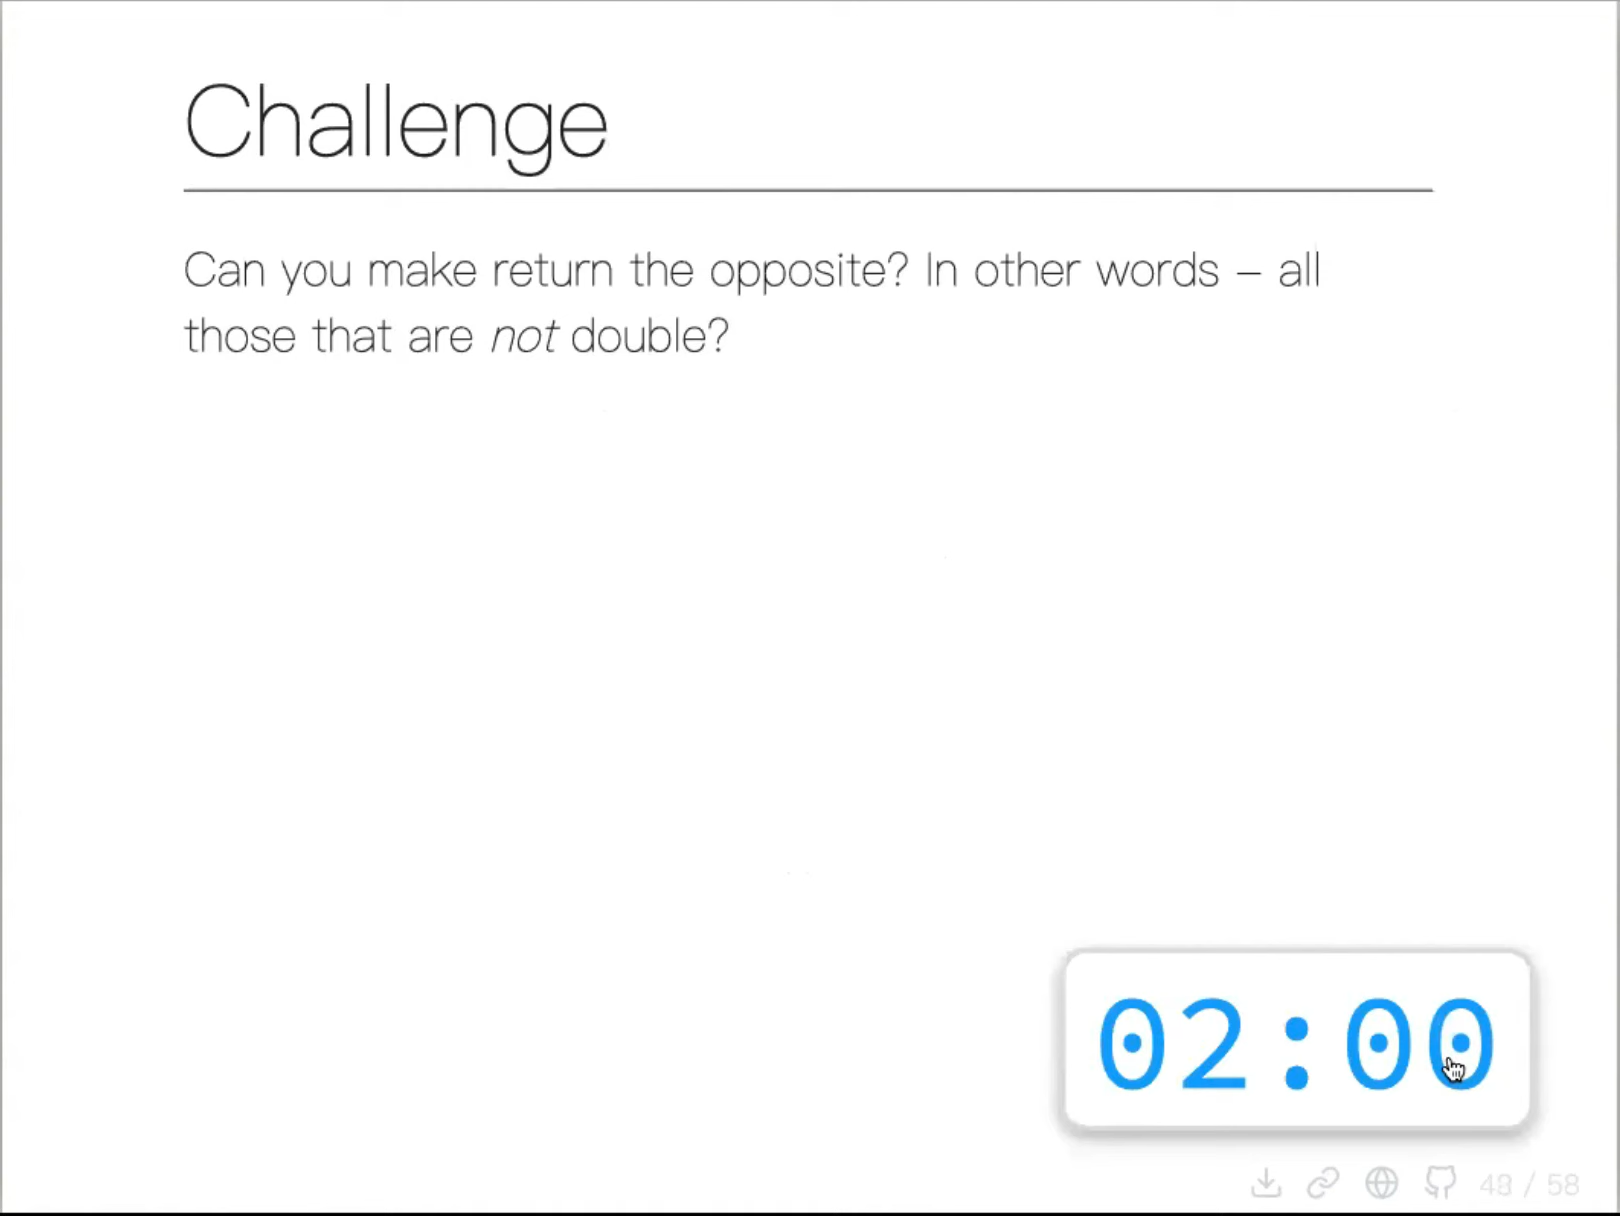 Challenge
Can you make return the opposite? In other words – all
those that are not double?
02:00
/ 58